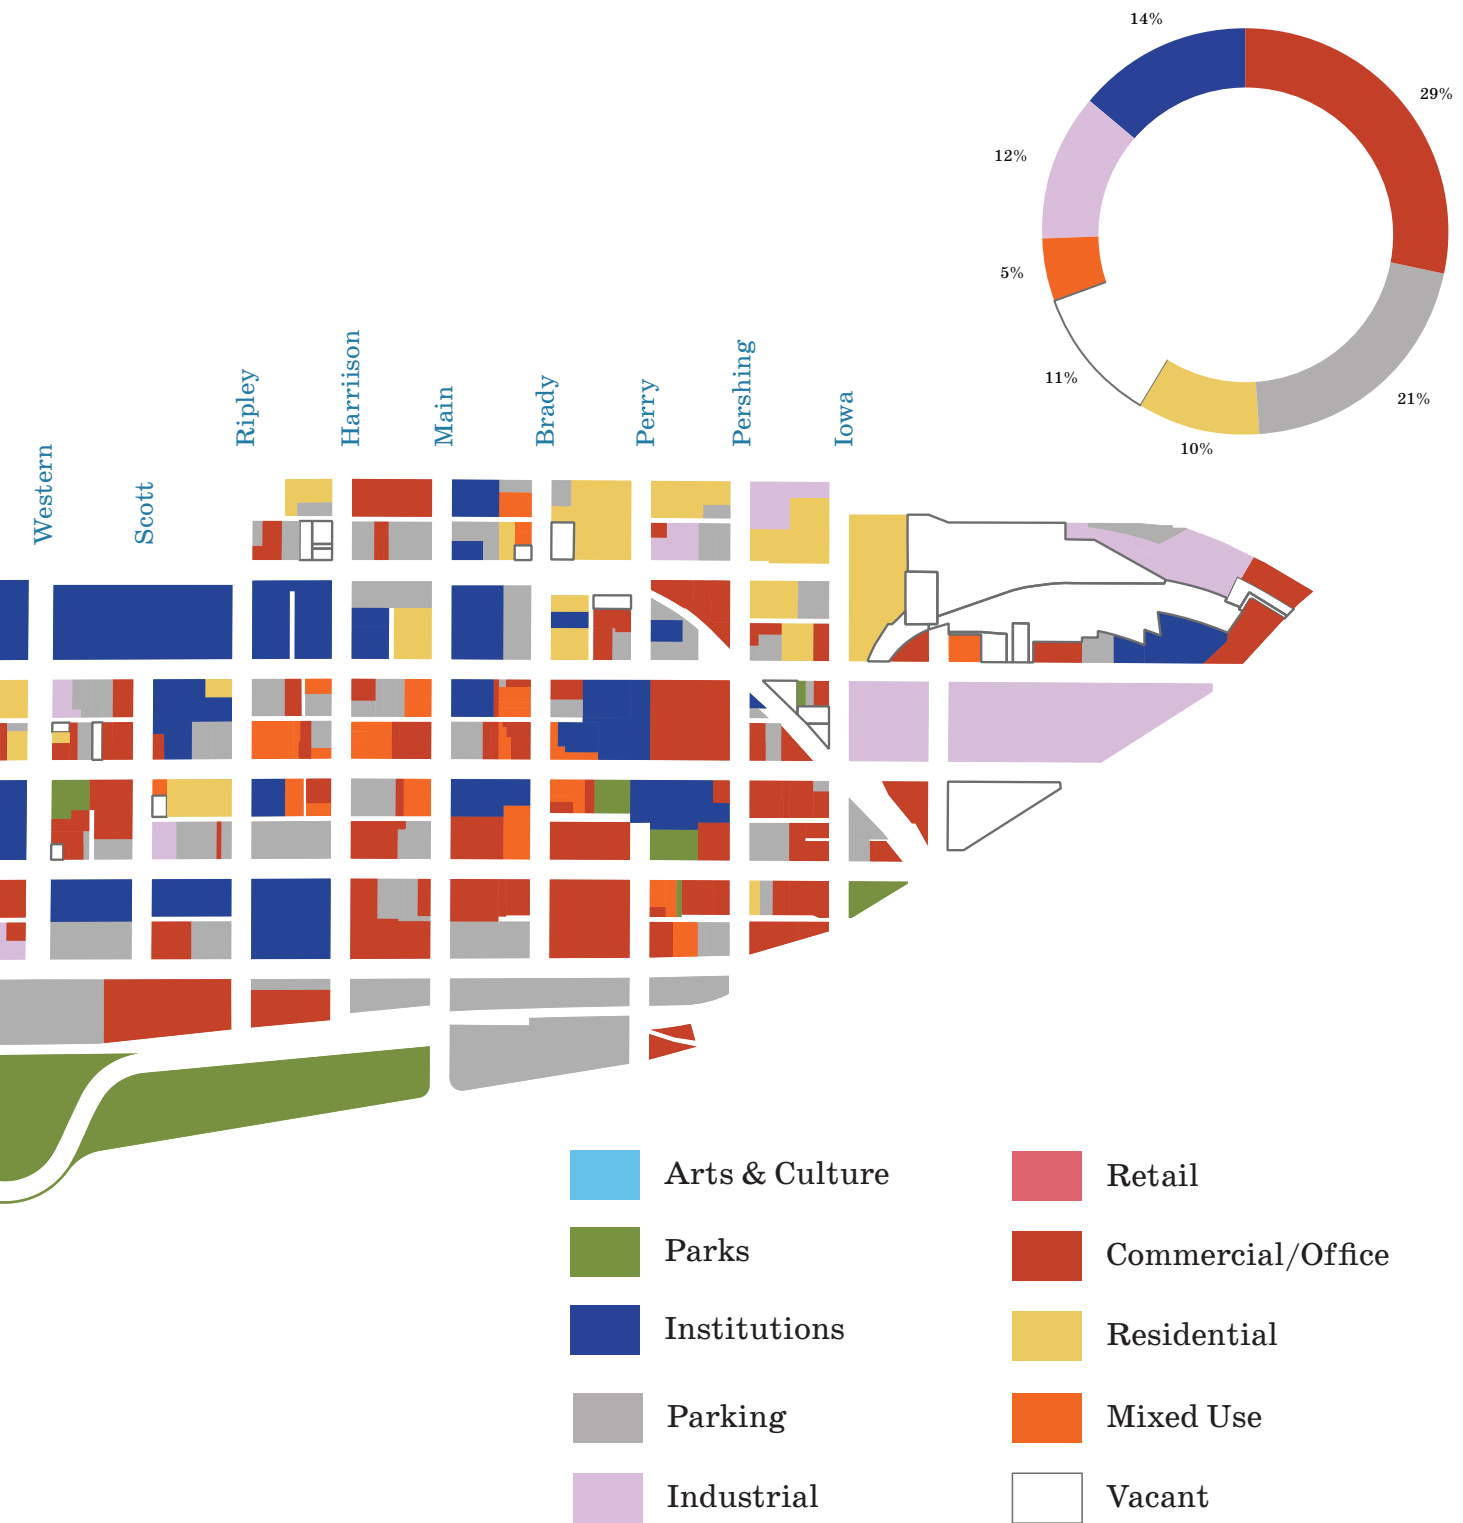 14%
29%
12%
5%
11%
21%
10%
Western
Scott
Ripley
Harriison
Main
Brady
Perry
Pershing
Iowa
Arts & Culture
Parks
Institutions
Parking
Industrial
Retail
Commercial/Office
Residential
Mixed Use
Vacant